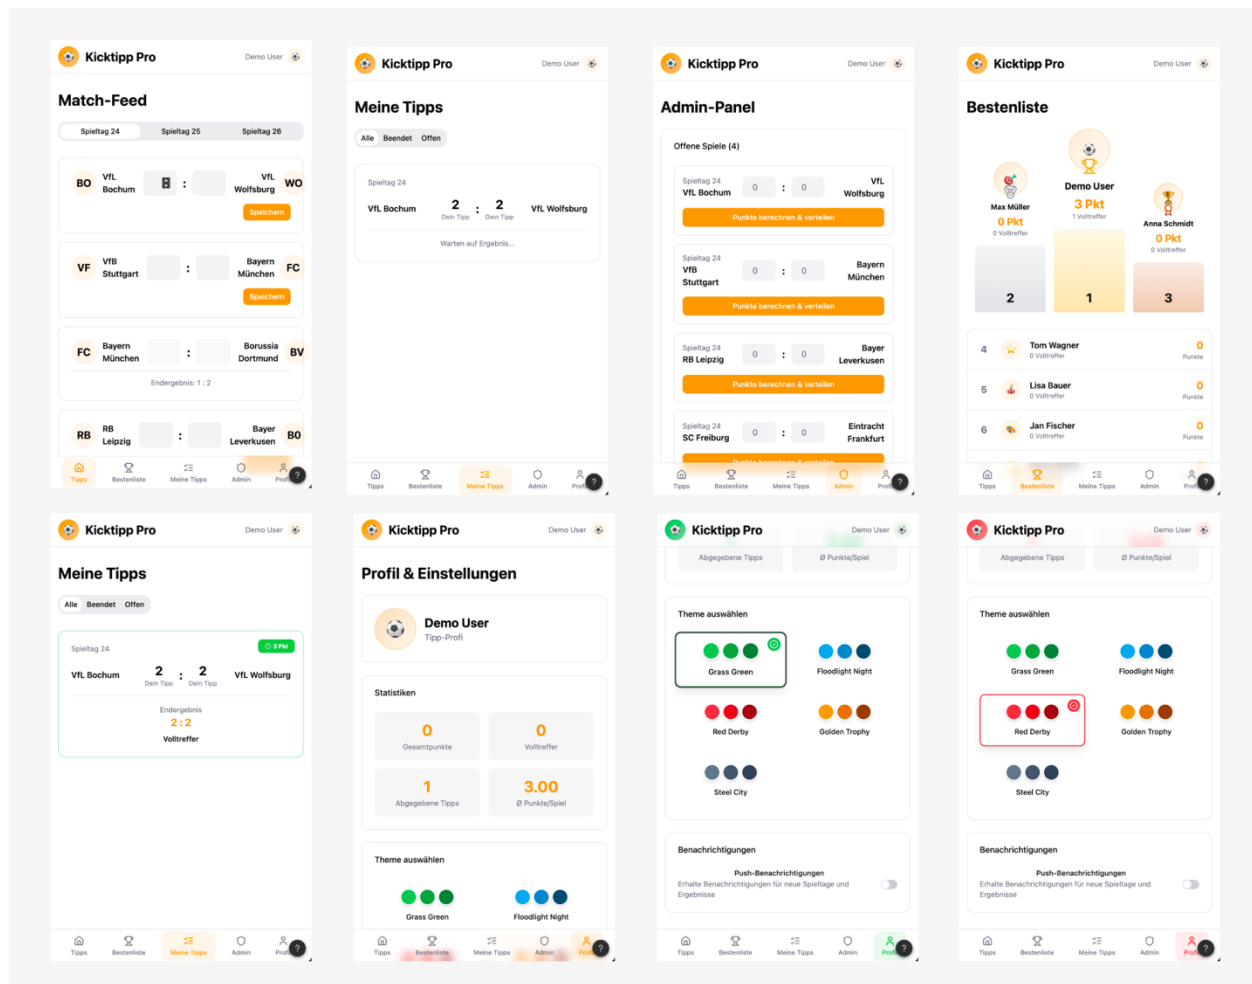 Kicktipp Pro
Demo User
Match-Feed
Spieltag 24
Spieltag 25
Spieltag 26
BO
VfL Bochum
:
VfL Wolfsburg
WO
Speichern
VF
VfB Stuttgart
:
Bayern München
FC
Speichern
FC
Bayern München
:
Borussia Dortmund
BV
Endergebnis: 1 : 2
RB
RB Leipzig
:
Bayer Leverkusen
B0
Tipps
Bestenliste
Meine Tipps
Admin
Profil
?
Kicktipp Pro
Demo User
Meine Tipps
Alle
Beendet
Offen
Spieltag 24
VfL Bochum
2 : 2
Dein Tipp
Dein Tipp
VfL Wolfsburg
Warten auf Ergebnis...
Tipps
Bestenliste
Meine Tipps
Admin
?
Kicktipp Pro
Demo User
Admin-Panel
Offene Spiele (4)
Spieltag 24
VfL Bochum
0 : 0
VfL Wolfsburg
Punkte berechnen & verteilen
Spieltag 24
VfB Stuttgart
0 : 0
Bayern München
Punkte berechnen & verteilen
Spieltag 24
RB Leipzig
0 : 0
Bayer Leverkusen
Punkte berechnen & verteilen
Spieltag 24
SC Freiburg
0 : 0
Eintracht Frankfurt
Punkte berechnen & verteilen
Tipps
Bestenliste
Meine Tipps
Admin
?
Kicktipp Pro
Demo User
Bestenliste
Max Müller
0 Pkt
0 Volltreffer
2
Demo User
3 Pkt
1 Volltreffer
1
Anna Schmidt
0 Pkt
0 Volltreffer
3
4
Tom Wagner
0 Volltreffer
0
Punkte
5
Lisa Bauer
0 Volltreffer
0
Punkte
6
Jan Fischer
0 Volltreffer
0
Punkte
Tipps
Bestenliste
Meine Tipps
Admin
?
Kicktipp Pro
Demo User
Meine Tipps
Alle
Beendet
Offen
Spieltag 24
3 Pkt
VfL Bochum
2 : 2
Dein Tipp
Dein Tipp
VfL Wolfsburg
Endergebnis
2 : 2
Volltreffer
Tipps
Bestenliste
Meine Tipps
Admin
?
Kicktipp Pro
Demo User
Profil & Einstellungen
Demo User
Tipp-Profi
Statistiken
0
Gesamtpunkte
0
Volltreffer
1
Abgegebene Tipps
3.00
Ø Punkte/Spiel
Theme auswählen
Grass Green
Floodlight Night
Tipps
Bestenliste
Meine Tipps
Admin
?
Kicktipp Pro
Demo User
Abgegebene Tipps
Ø Punkte/Spiel
Theme auswählen
Grass Green
Floodlight Night
Red Derby
Golden Trophy
Steel City
Benachrichtigungen
Push-Benachrichtigungen
Erhalte Benachrichtigungen für neue Spieltage und
Ergebnisse
Tipps
Bestenliste
Meine Tipps
Admin
?
Kicktipp Pro
Demo User
Abgegebene Tipps
Ø Punkte/Spiel
Theme auswählen
Grass Green
Floodlight Night
Red Derby
Golden Trophy
Steel City
Benachrichtigungen
Push-Benachrichtigungen
Erhalte Benachrichtigungen für neue Spieltage und
Ergebnisse
Tipps
Bestenliste
Meine Tipps
Admin
?